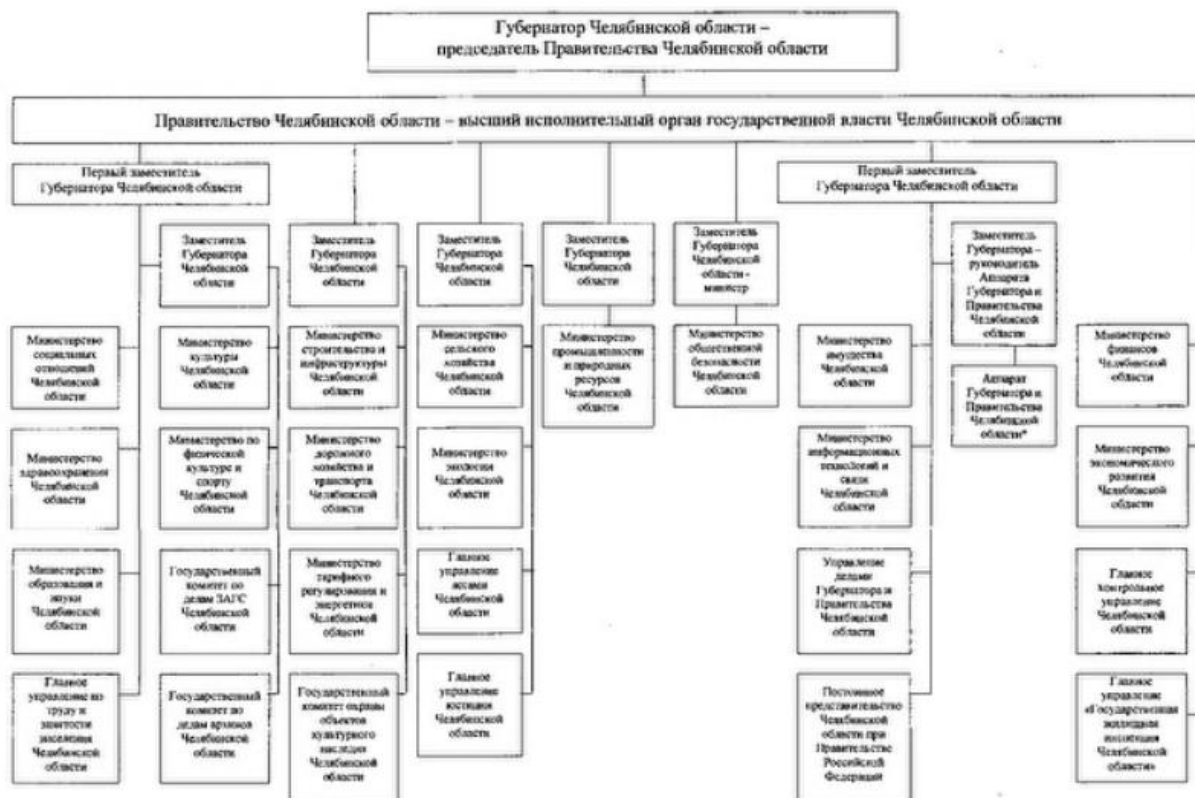 Губернатор Челябинской области –
председатель Правительства Челябинской области
Правительство Челябинской области – высший исполнительный орган государственной власти Челябинской области
Первый заместитель
Губернатора Челябинской области
Первый заместитель
Губернатора Челябинской области
Заместитель
Губернатора
Челябинской
области
Заместитель
Губернатора
Челябинской
области
Заместитель
Губернатора
Челябинской
области
Заместитель
Губернатора
Челябинской
области
Заместитель
Губернатора
Челябинской
области -
министр
Заместитель
Губернатора –
руководитель
Аппарата
Губернатора и
Правительства
Челябинской
области
Министерство
социальных
отношений
Челябинской
области
Министерство
культуры
Челябинской
области
Министерство
строительства и
инфраструктуры
Челябинской
области
Министерство
сельского
хозяйства
Челябинской
области
Министерство
промышленности
и природных
ресурсов
Челябинской
области
Министерство
общественной
безопасности
Челябинской
области
Министерство
имущества
Челябинской
области
Аппарат
Губернатора и
Правительства
Челябинской
области*
Министерство
финансов
Челябинской
области
Министерство
здравоохранения
Челябинской
области
Министерство по
физической
культуре и
спорту
Челябинской
области
Министерство
дорожного
хозяйства и
транспорта
Челябинской
области
Министерство
экологии
Челябинской
области
Министерство
информационных
технологий и
связи
Челябинской
области
Министерство
экономического
развития
Челябинской
области
Министерство
образования и
науки
Челябинской
области
Государственный
комитет по
делам ЗАГС
Челябинской
области
Министерство
тарифного
регулирования и
энергетики
Челябинской
области
Главное
управление
лесами
Челябинской
области
Управление
делами
Губернатора и
Правительства
Челябинской
области
Главное
контрольное
управление
Челябинской
области
Главное
управление по
труду и
занятости
населения
Челябинской
области
Государственный
комитет по
делам архивов
Челябинской
области
Государственный
комитет охраны
объектов
культурного
наследия
Челябинской
области
Главное
управление
юстиции
Челябинской
области
Постоянное
представительство
Челябинской
области при
Правительстве
Российской
Федерации
Главное
управление
«Государственная
жилищная
инспекция
Челябинской
области»